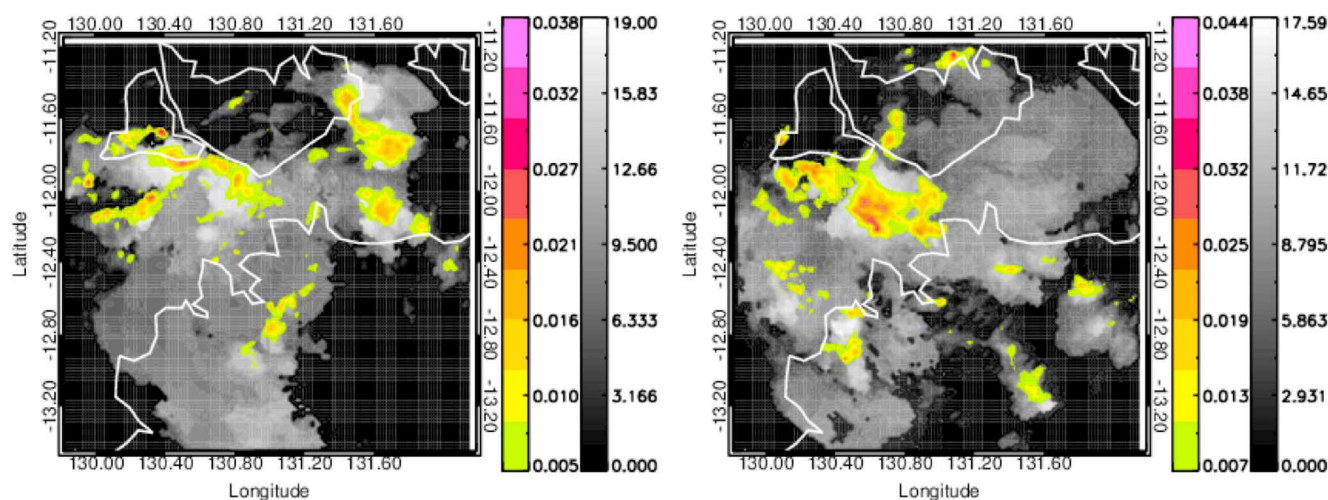 130.00 130.40 130.80 131.20 131.60
-11.20 -11.60 -12.00 -12.40 -12.80 -13.20
Latitude
-11.20 -11.60 -12.00 -12.40 -12.80 -13.20
130.00 130.40 130.80 131.20 131.60
Longitude
0.038 0.032 0.027 0.021 0.016 0.010 0.005
19.00 15.83 12.66 9.500 6.333 3.166 0.000
130.00 130.40 130.80 131.20 131.60
-11.20 -11.60 -12.00 -12.40 -12.80 -13.20
Latitude
-11.20 -11.60 -12.00 -12.40 -12.80 -13.20
130.00 130.40 130.80 131.20 131.60
Longitude
0.044 0.038 0.032 0.025 0.019 0.013 0.007
17.59 14.65 11.72 8.795 5.863 2.931 0.000